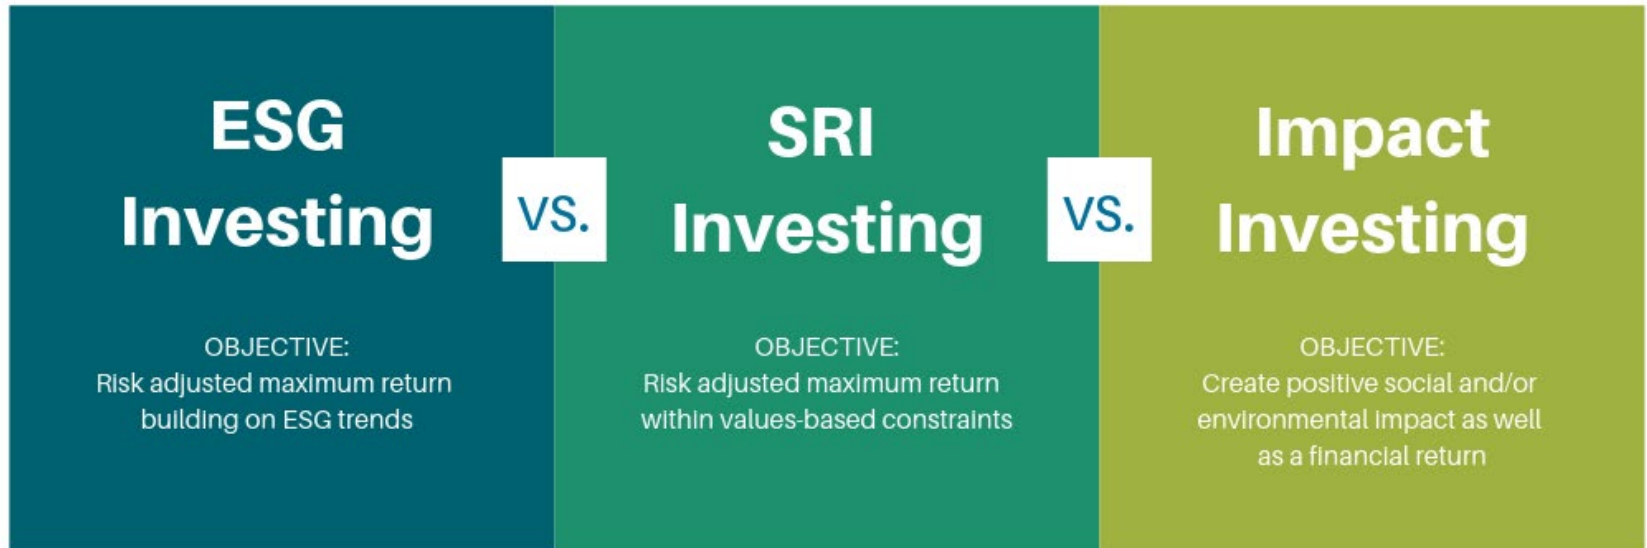 ESG
Investing
OBJECTIVE:
Risk adjusted maximum return
building on ESG trends
vs.
SRI
Investing
OBJECTIVE:
Risk adjusted maximum return
within values-based constraints
vs.
Impact
Investing
OBJECTIVE:
Create positive social and/or
environmental impact as well
as a financial return